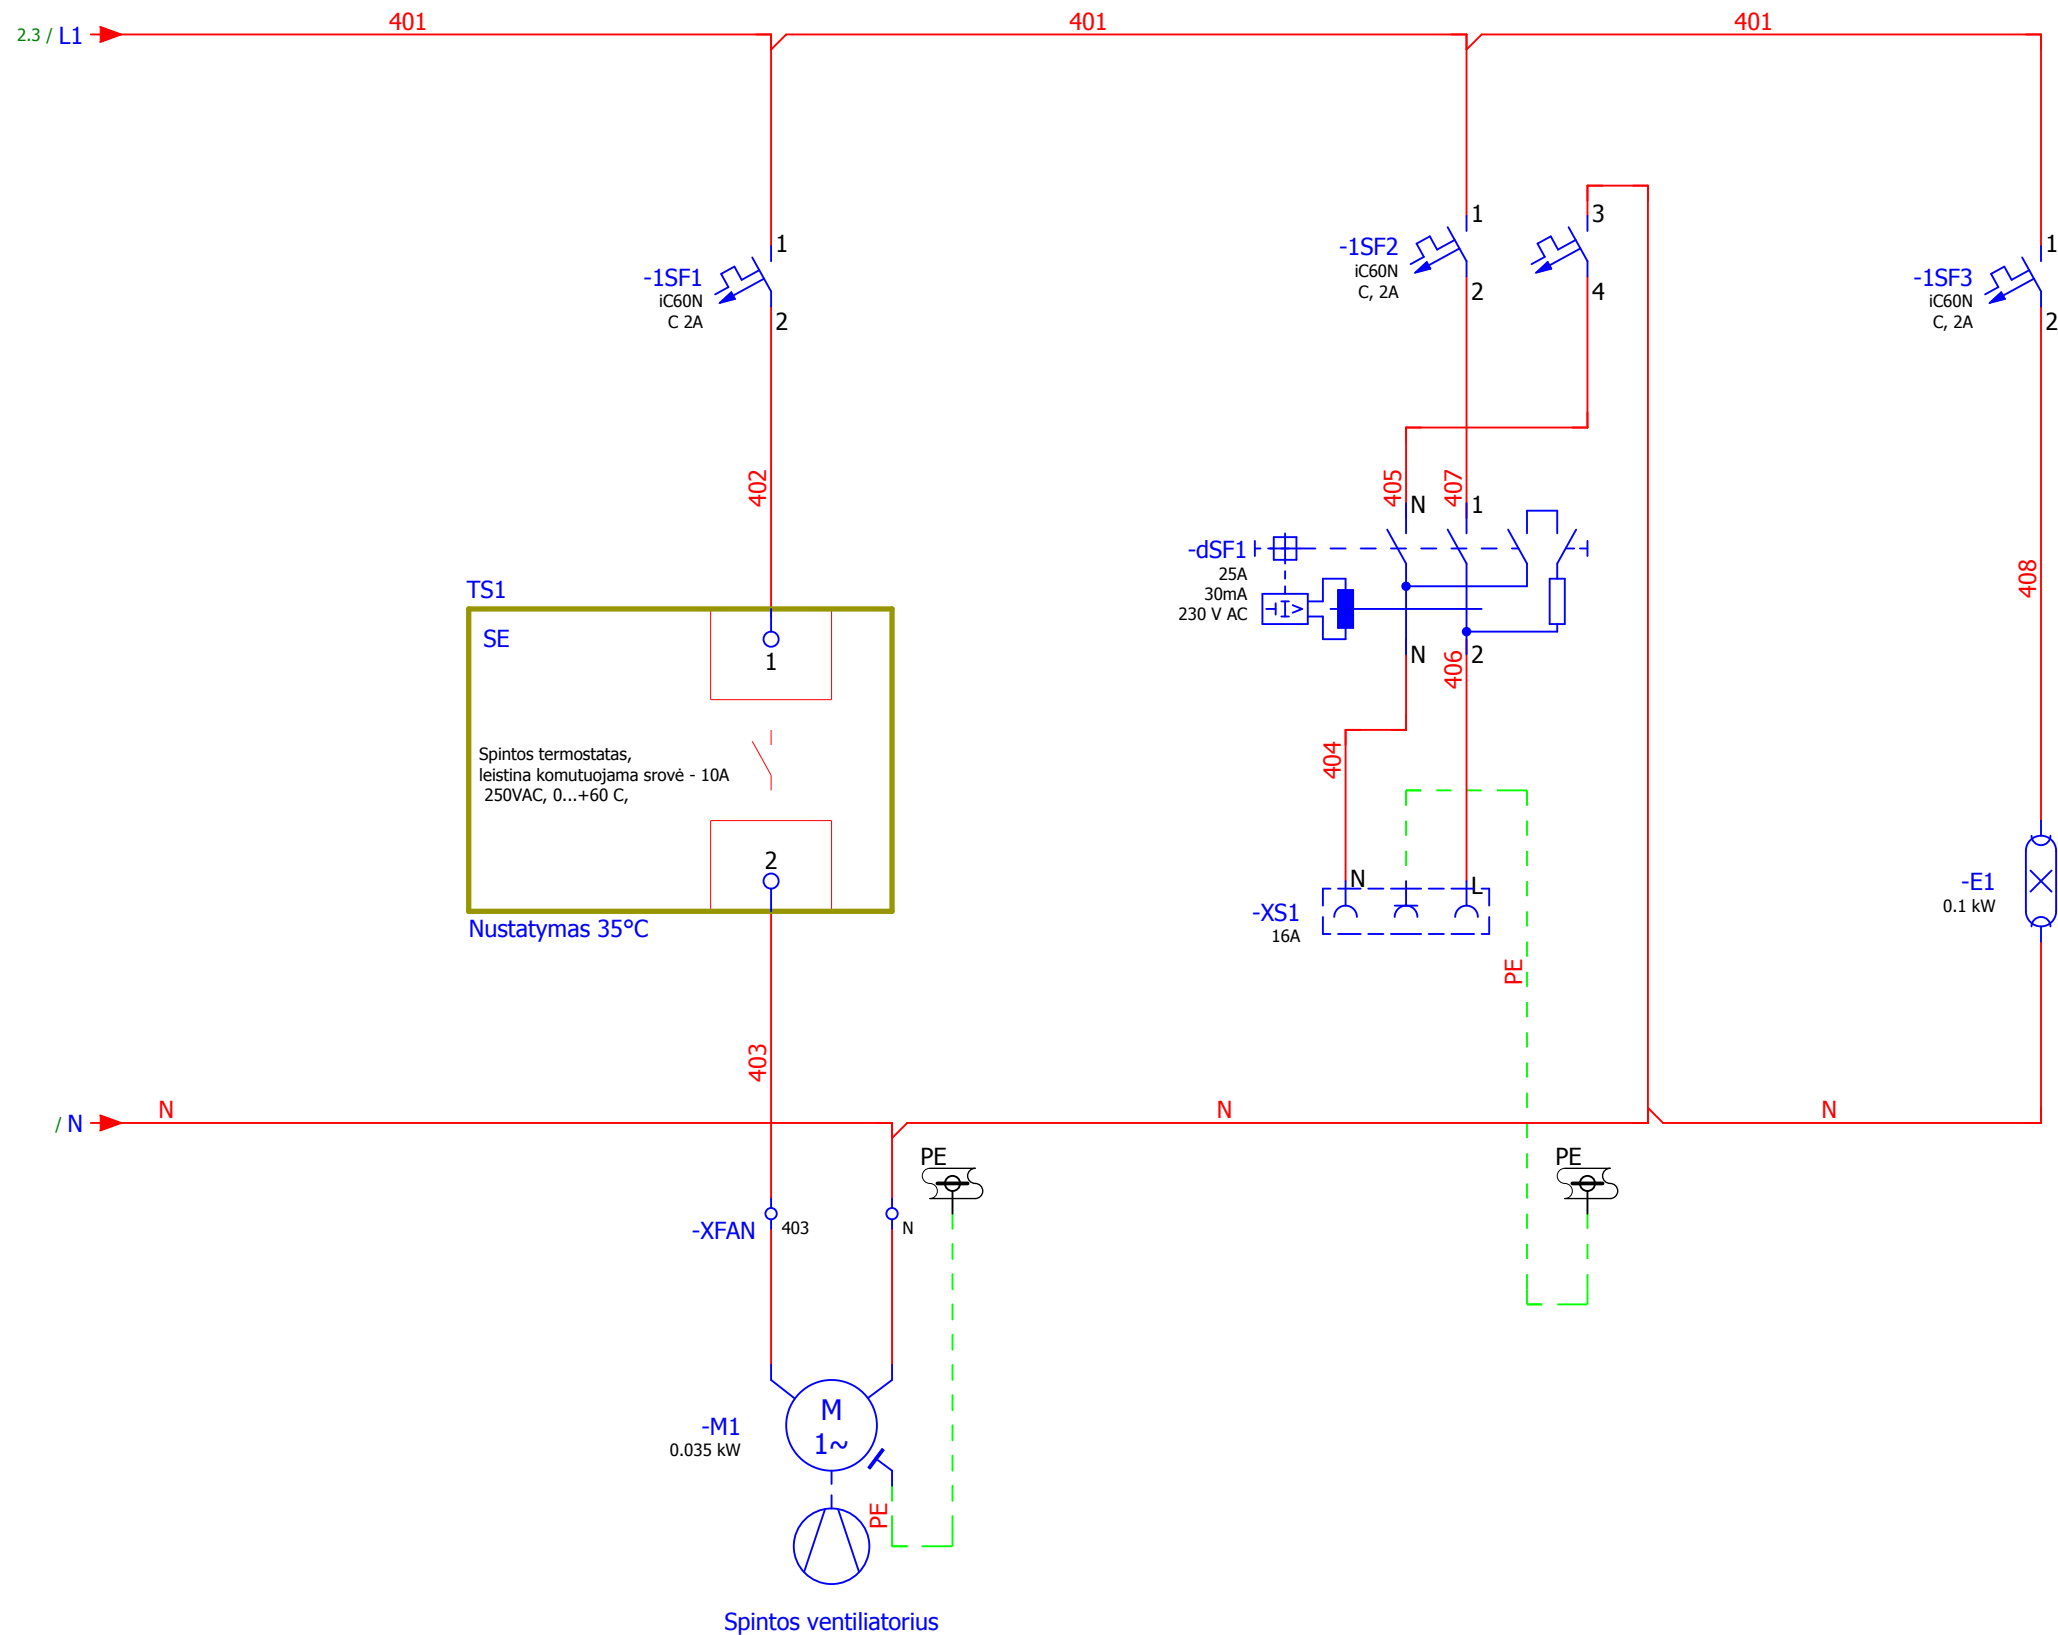 2.3 / L1
401
401
401
-1SF1
iC60N
C 2A
1
2
-1SF2
iC60N
C, 2A
1
2
3
4
-1SF3
iC60N
C, 2A
1
2
402
405
407
N
1
-dSF1
25A
30mA
230 V AC
I>
N
2
406
404
408
TS1
SE
1
Spintos termostatas,
leistina komutuojama srovė - 10A
250VAC, 0...+60 C,
2
Nustatymas 35°C
N
L
-XS1
16A
PE
-E1
0.1 kW
403
/ N
N
N
N
PE
PE
-XFAN
403
N
-M1
0.035 kW
M
1~
PE
Spintos ventiliatorius